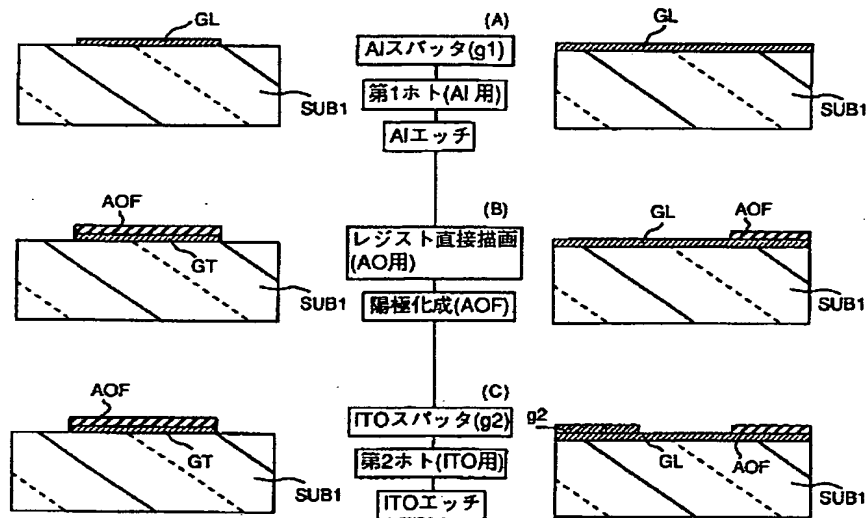 GL
SUB1
(A)
Alスパッタ(g1)
第1ホト(Al用)
Alエッチ
GL
SUB1
AOF
GT
SUB1
(B)
レジスト直接描画
(AO用)
陽極化成(AOF)
GL
AOF
SUB1
AOF
GT
SUB1
(C)
ITOスパッタ(g2)
第2ホト(ITO用)
ITOエッチ
g2
GL
AOF
SUB1